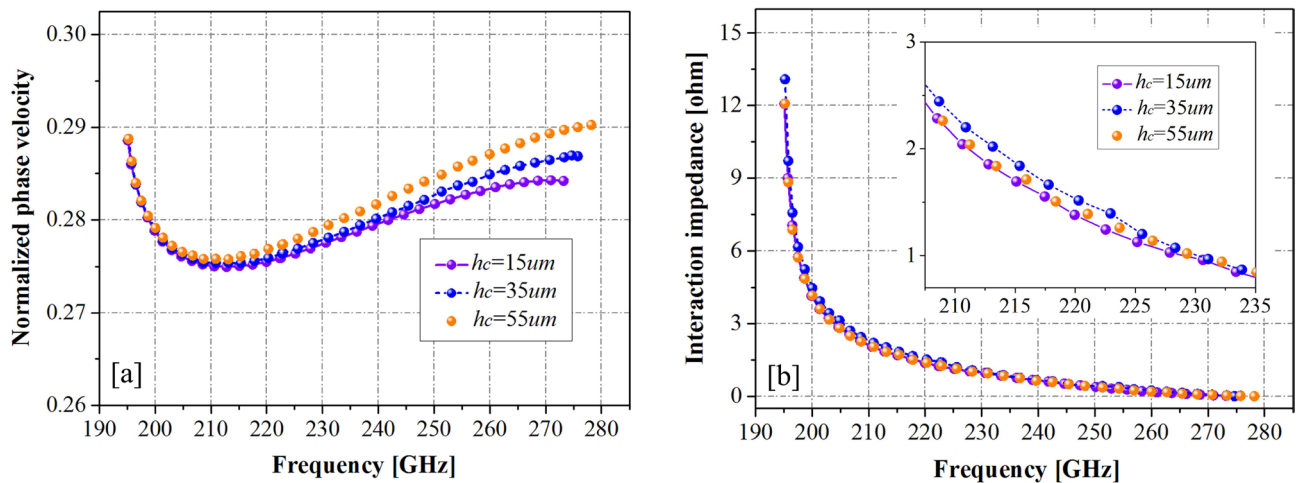 0.30
0.29
0.28
0.27
0.26
Normalized phase velocity
hc=15um
hc=35um
hc=55um
[a]
190 200 210 220 230 240 250 260 270 280
Frequency [GHz]
15
12
9
6
3
0
Interaction impedance [ohm]
3
2
1
hc=15um
hc=35um
hc=55um
210 215 220 225 230 235
[b]
190 200 210 220 230 240 250 260 270 280
Frequency [GHz]